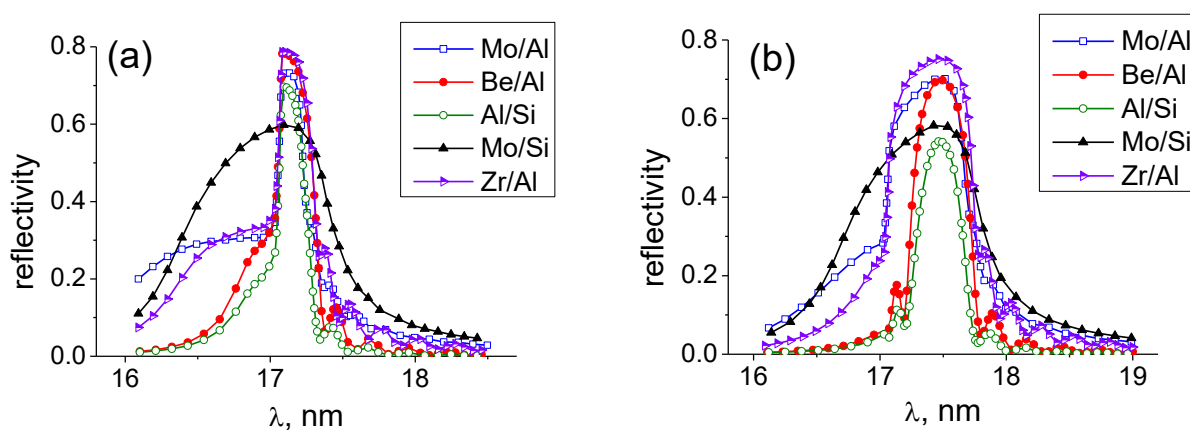 (a)
Mo/Al
Be/Al
Al/Si
Mo/Si
Zr/Al
reflectivity
0.8
0.6
0.4
0.2
0.0
16 17 18
λ, nm
(b)
Mo/Al
Be/Al
Al/Si
Mo/Si
Zr/Al
reflectivity
0.8
0.6
0.4
0.2
0.0
16 17 18 19
λ, nm